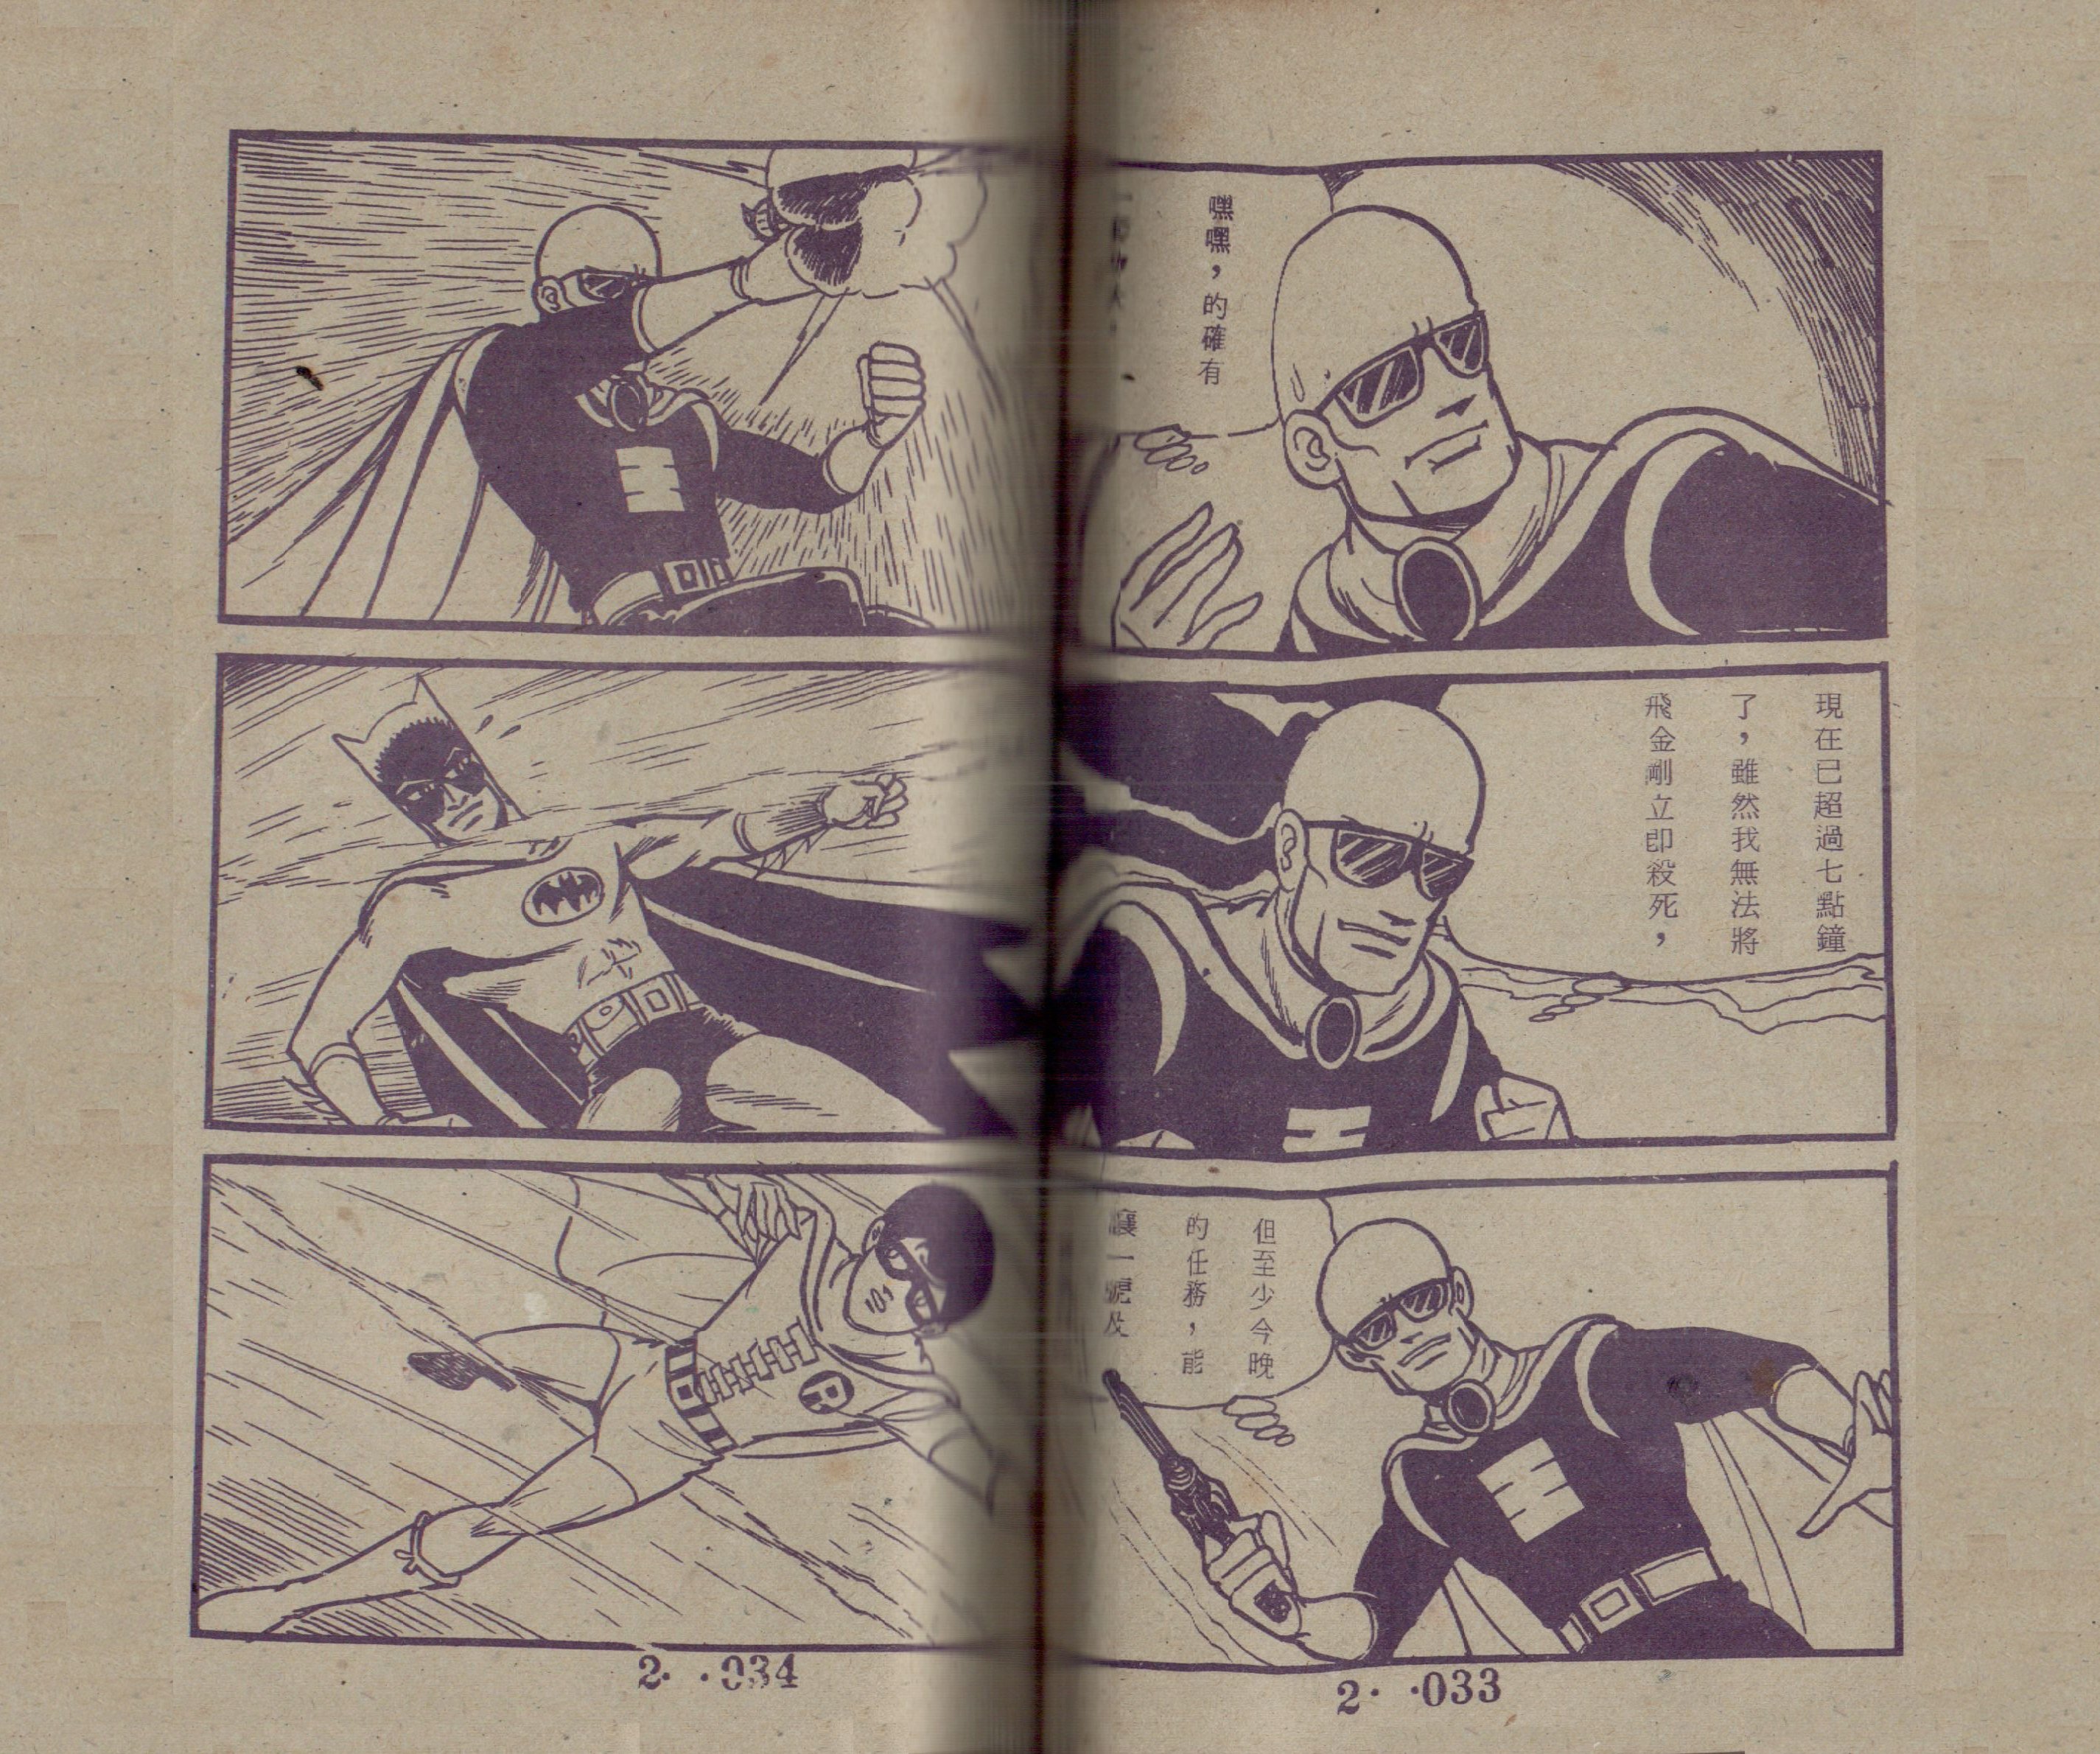 嘿嘿，的確有
現在已超過七點鐘
了，雖然我無法將
飛金剛立即殺死，
但至少今晚
的任務，能
讓一號及
2··033
王
R
2··034